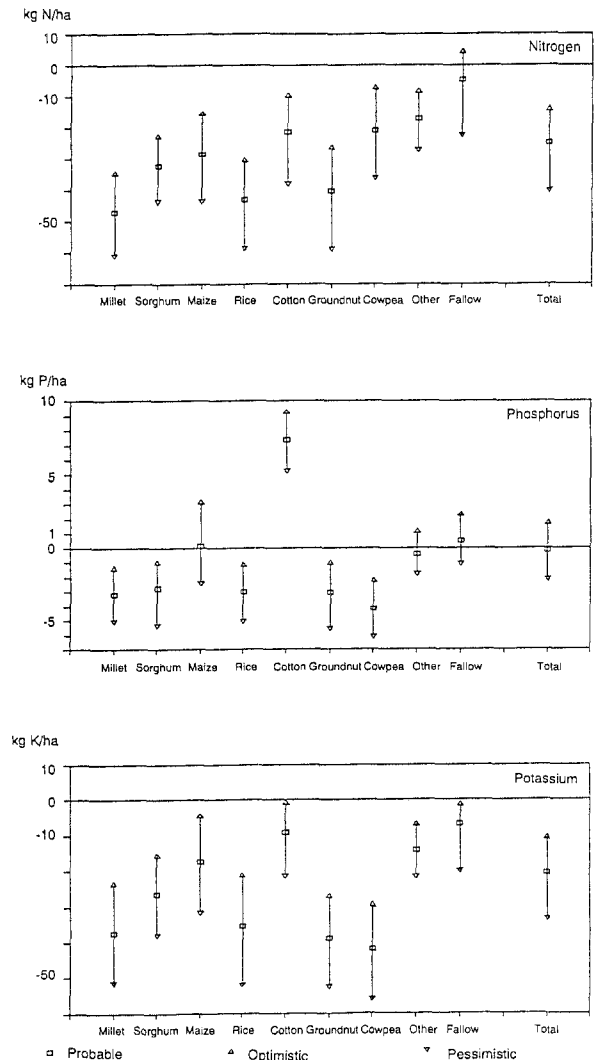 kg N/ha
10
Nitrogen
0
-10
-50
Millet Sorghum Maize Rice Cotton Groundnut Cowpea Other Fallow Total
kg P/ha
10
Phosphorus
5
1
0
-5
Millet Sorghum Maize Rice Cotton Groundnut Cowpea Other Fallow Total
kg K/ha
10
Potassium
0
-10
-50
Millet Sorghum Maize Rice Cotton Groundnut Cowpea Other Fallow Total
Probable Optimistic Pessimistic